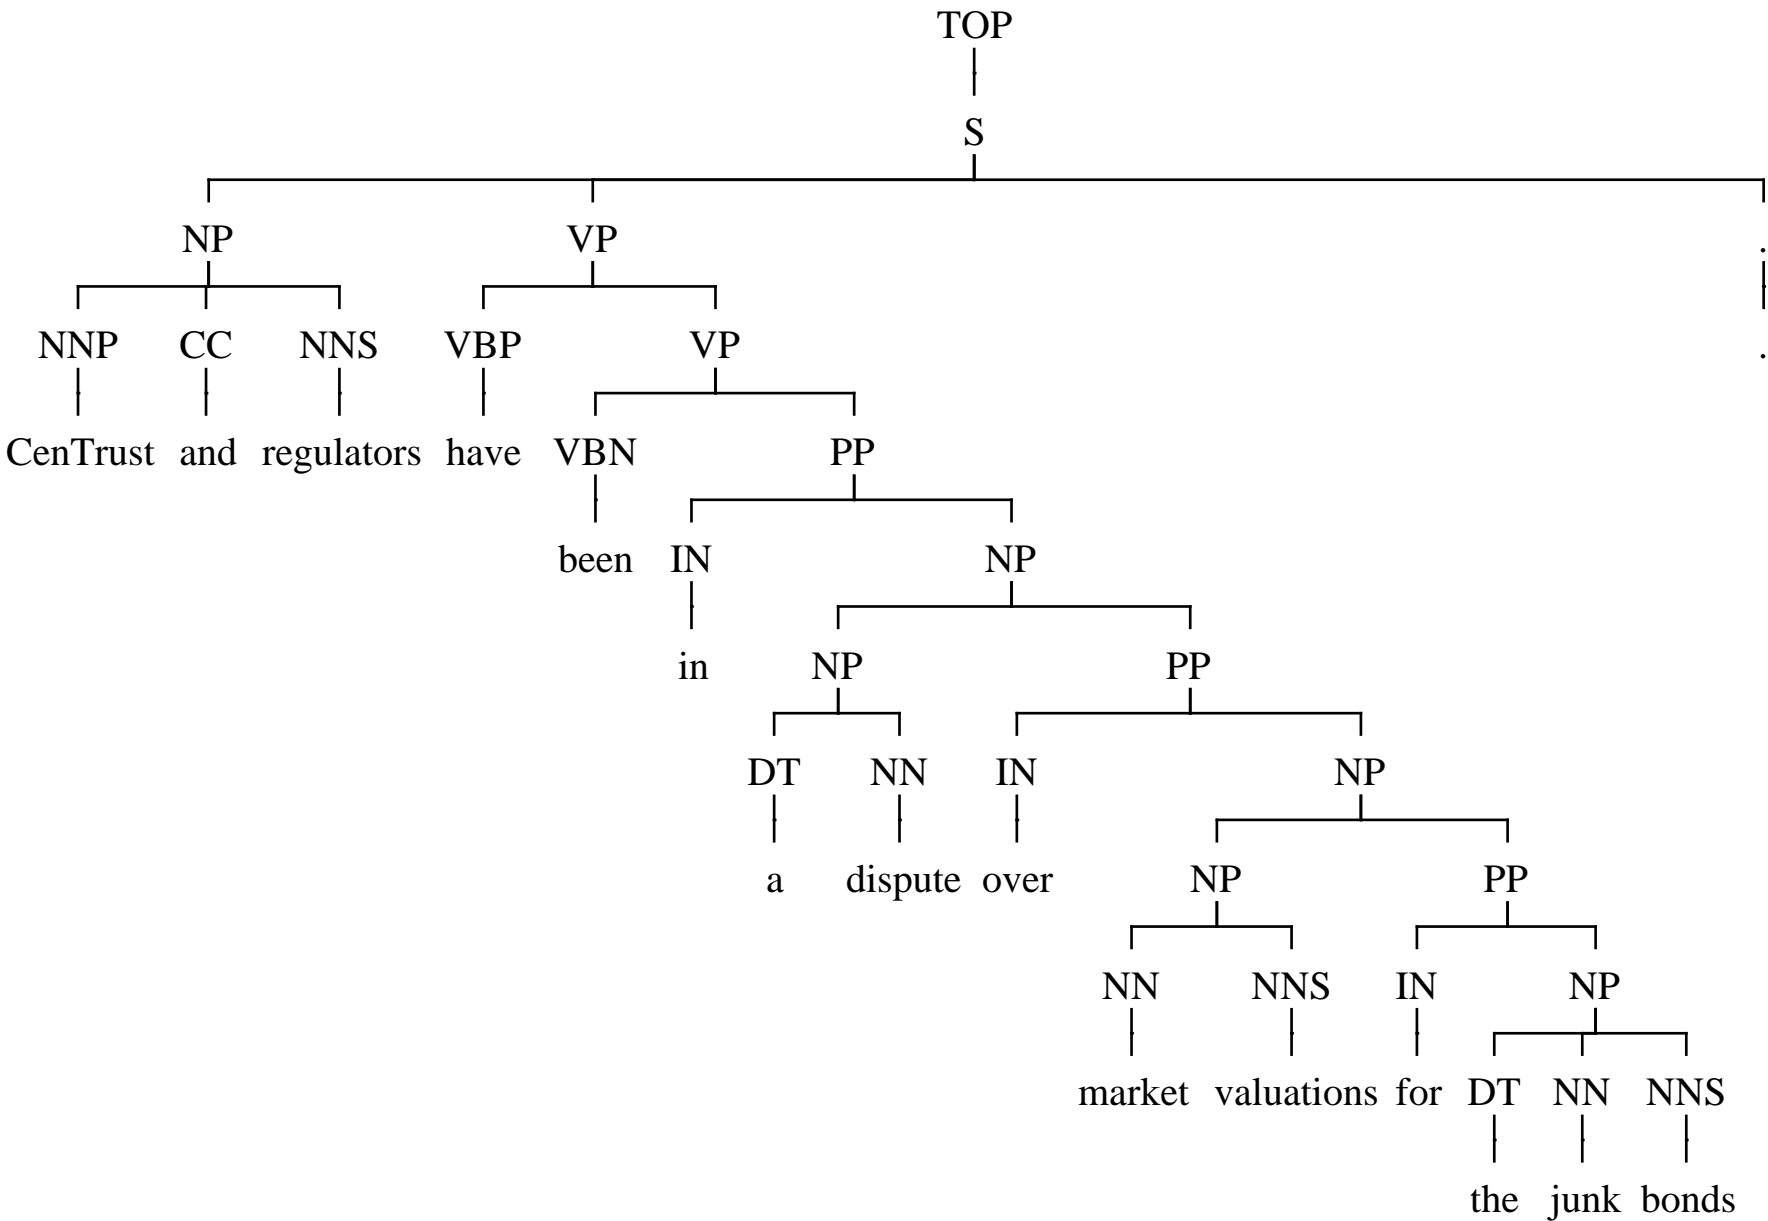 TOP
S
NP VP .
NNP CC NNS VBP VP .
CenTrust and regulators have VBN PP
been IN NP
in NP PP
DT NN IN NP
a dispute over NP PP
NN NNS IN NP
market valuations for DT NN NNS
the junk bonds